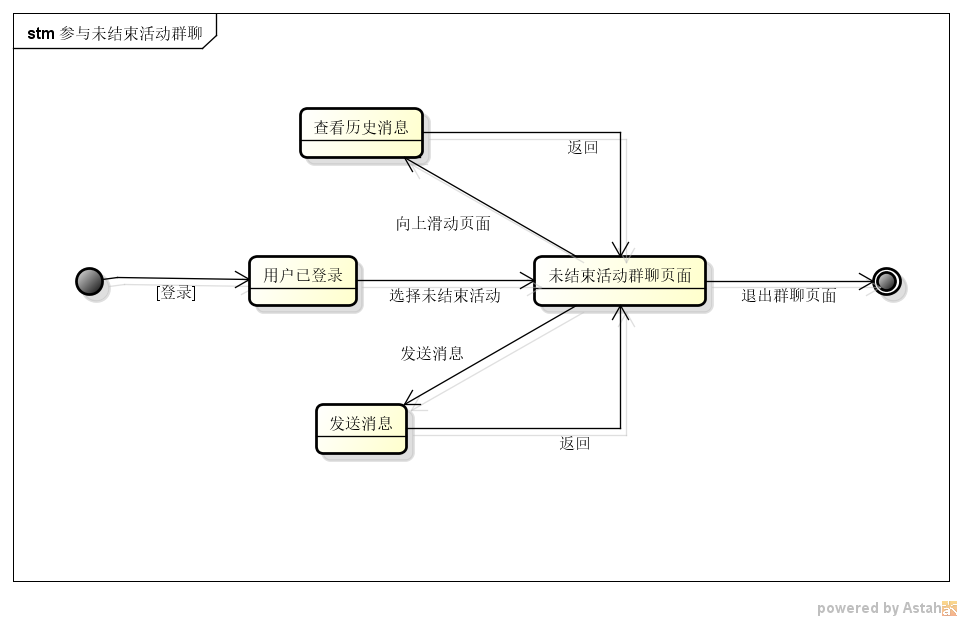 stm 参与未结束活动群聊
查看历史消息
返回
向上滑动页面
用户已登录
未结束活动群聊页面
[登录]
选择未结束活动
退出群聊页面
发送消息
发送消息
返回
powered by Astah